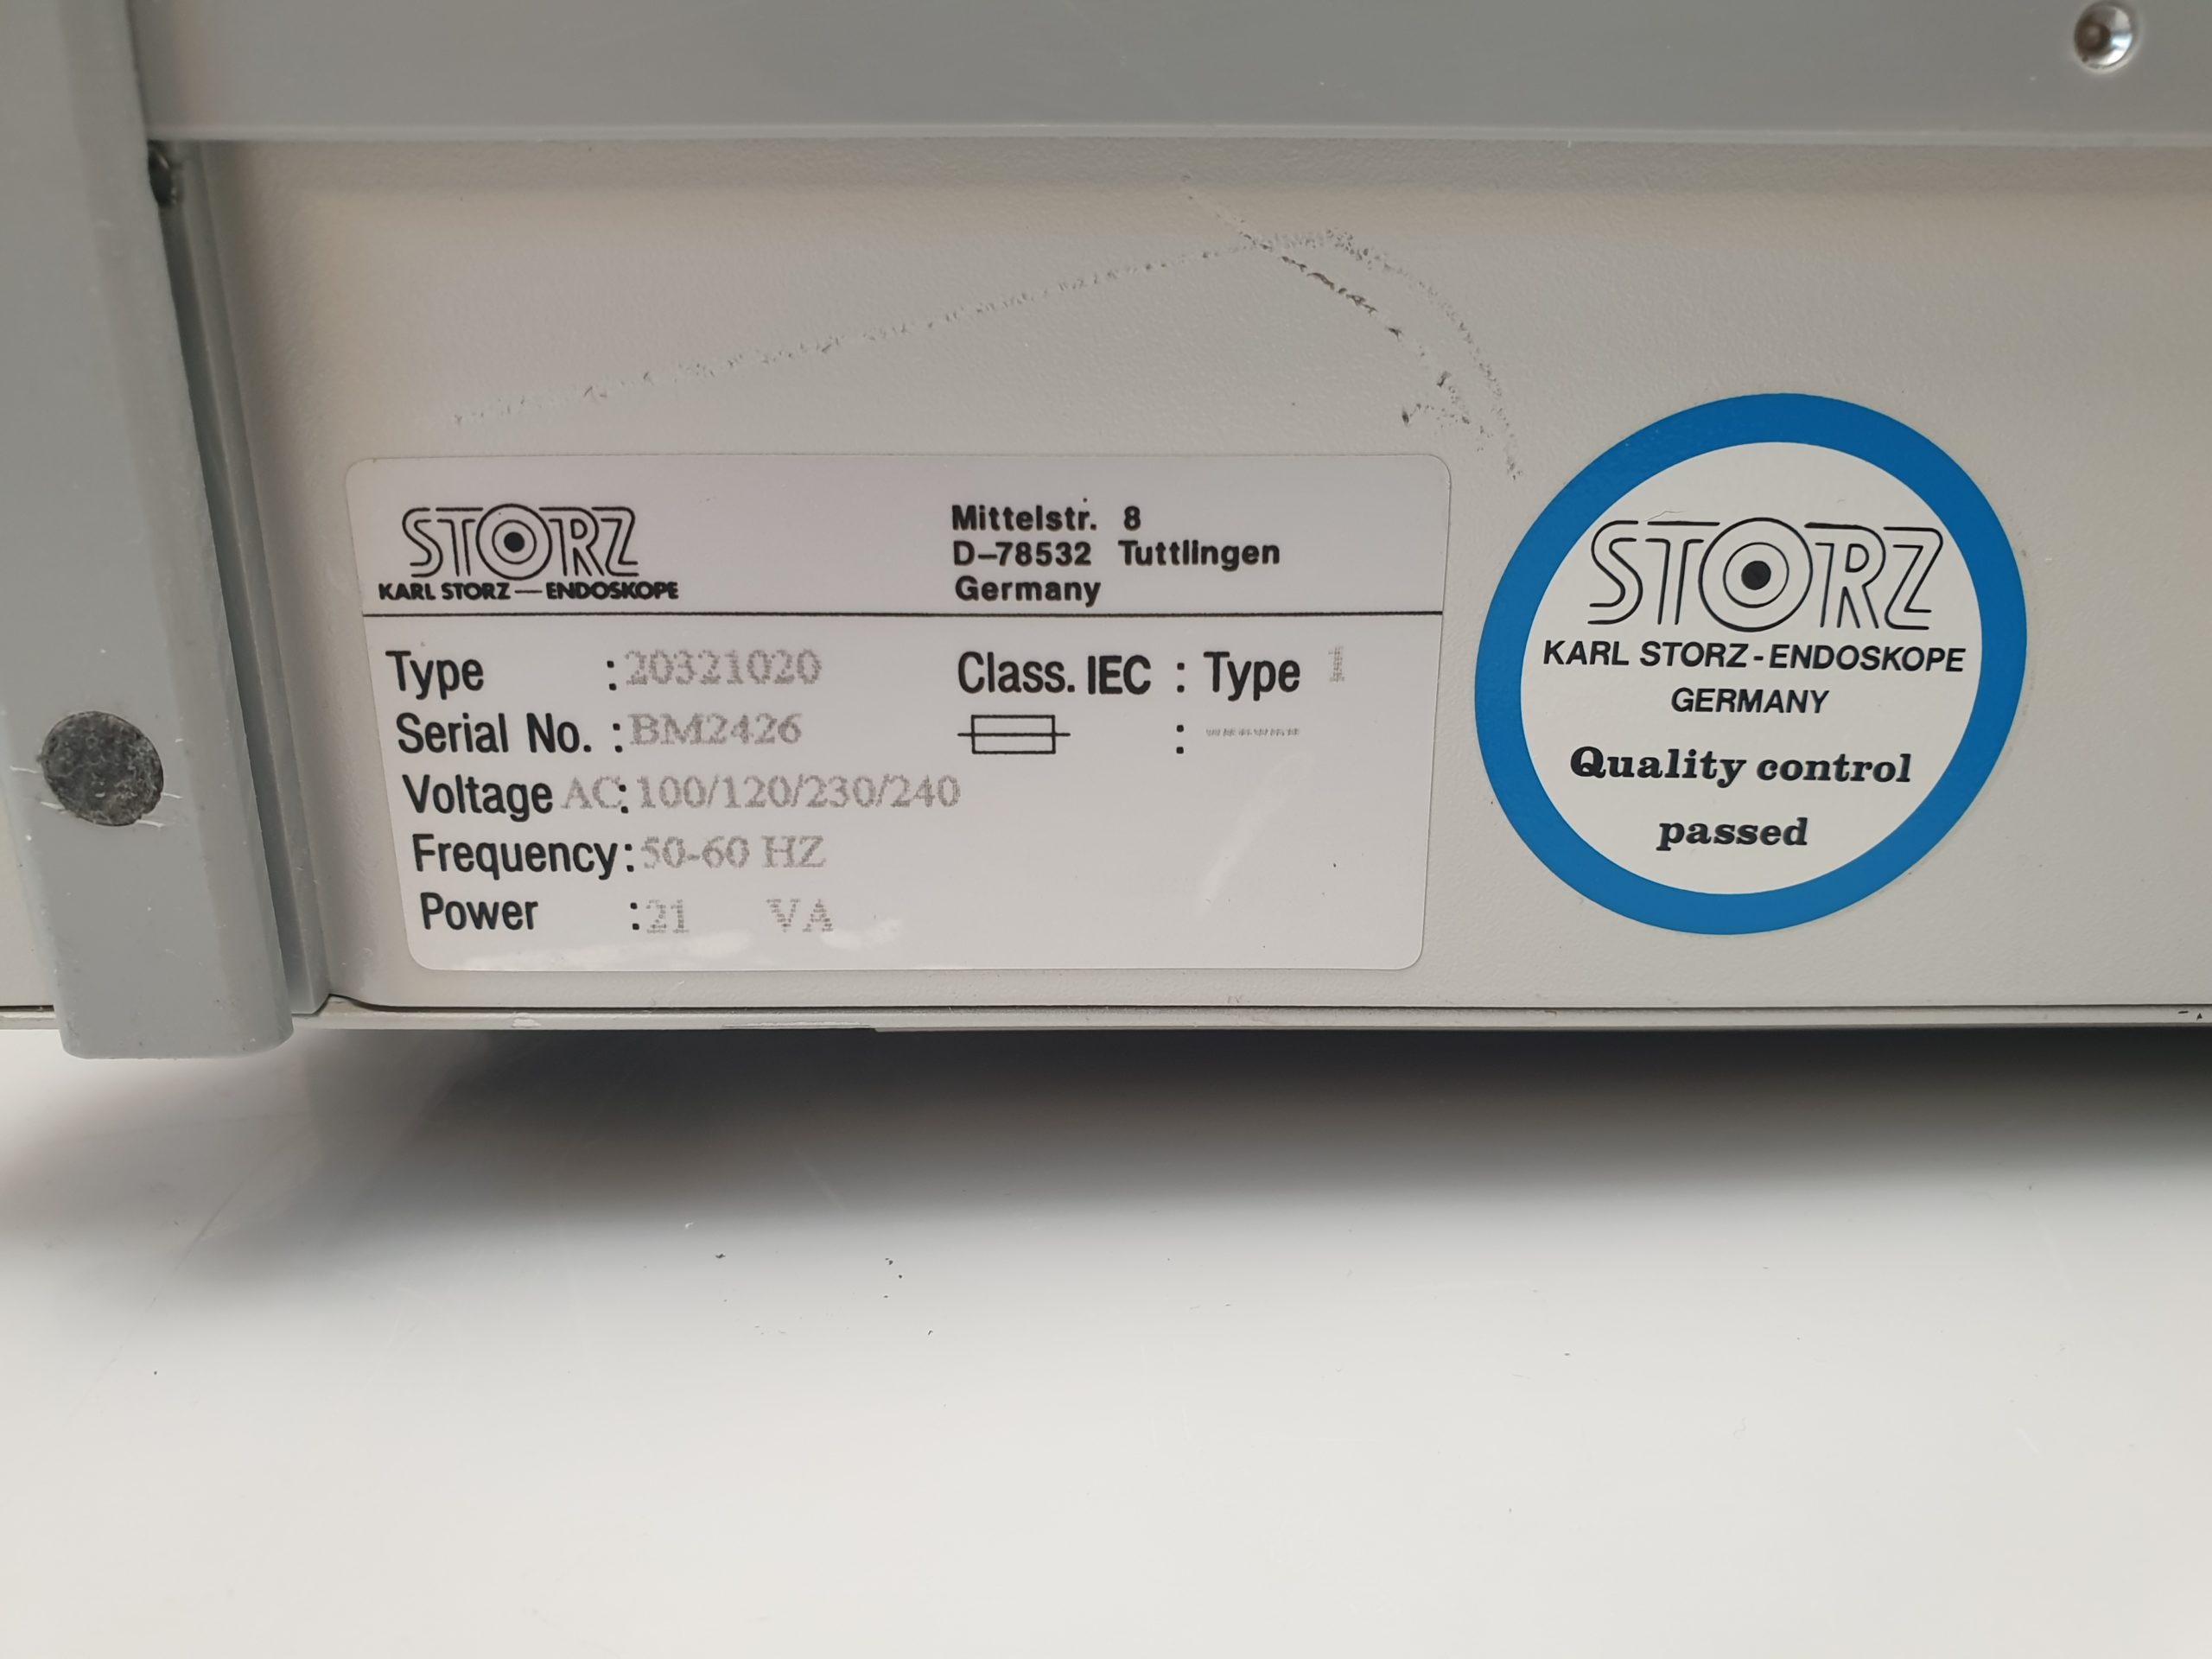 STORZ
KARL STORZ — ENDOSKOPE
Mittelstr. 8
D-78532 Tuttlingen
Germany
Type : 20321020
Serial No. : BM2426
Voltage AC: 100/120/230/240
Frequency: 50-60 HZ
Power : 21 VA
Class. IEC : Type 1
: -------
STORZ
KARL STORZ - ENDOSKOPE
GERMANY
Quality control
passed